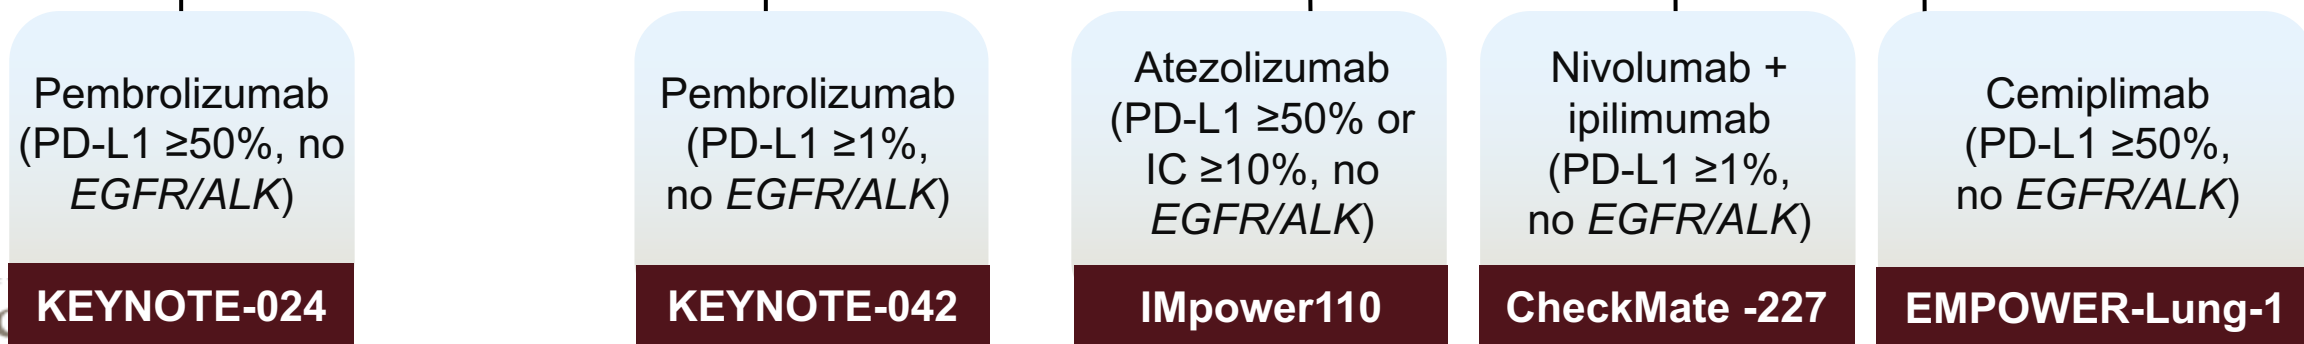 Pembrolizumab
(PD-L1 ≥50%, no
EGFR/ALK)
KEYNOTE-024
Pembrolizumab
(PD-L1 ≥1%,
no EGFR/ALK)
KEYNOTE-042
Atezolizumab
(PD-L1 ≥50% or
IC ≥10%, no
EGFR/ALK)
IMpower110
Nivolumab +
ipilimumab
(PD-L1 ≥1%,
no EGFR/ALK)
CheckMate -227
Cemiplimab
(PD-L1 ≥50%,
no EGFR/ALK)
EMPOWER-Lung-1